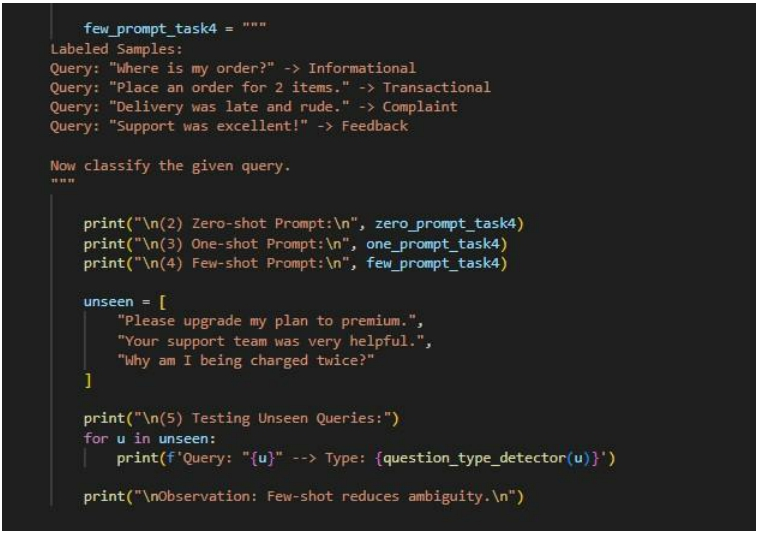 few_prompt_task4 = """
Labeled Samples:
Query: "Where is my order?" -> Informational
Query: "Place an order for 2 items." -> Transactional
Query: "Delivery was late and rude." -> Complaint
Query: "Support was excellent!" -> Feedback

Now classify the given query.
"""

print("\n(2) Zero-shot Prompt:\n", zero_prompt_task4)
print("\n(3) One-shot Prompt:\n", one_prompt_task4)
print("\n(4) Few-shot Prompt:\n", few_prompt_task4)

unseen = [
"Please upgrade my plan to premium.",
"Your support team was very helpful.",
"Why am I being charged twice?"
]

print("\n(5) Testing Unseen Queries:")
for u in unseen:
print(f'Query: "{u}" --> Type: {question_type_detector(u)}')

print("\nObservation: Few-shot reduces ambiguity.\n")